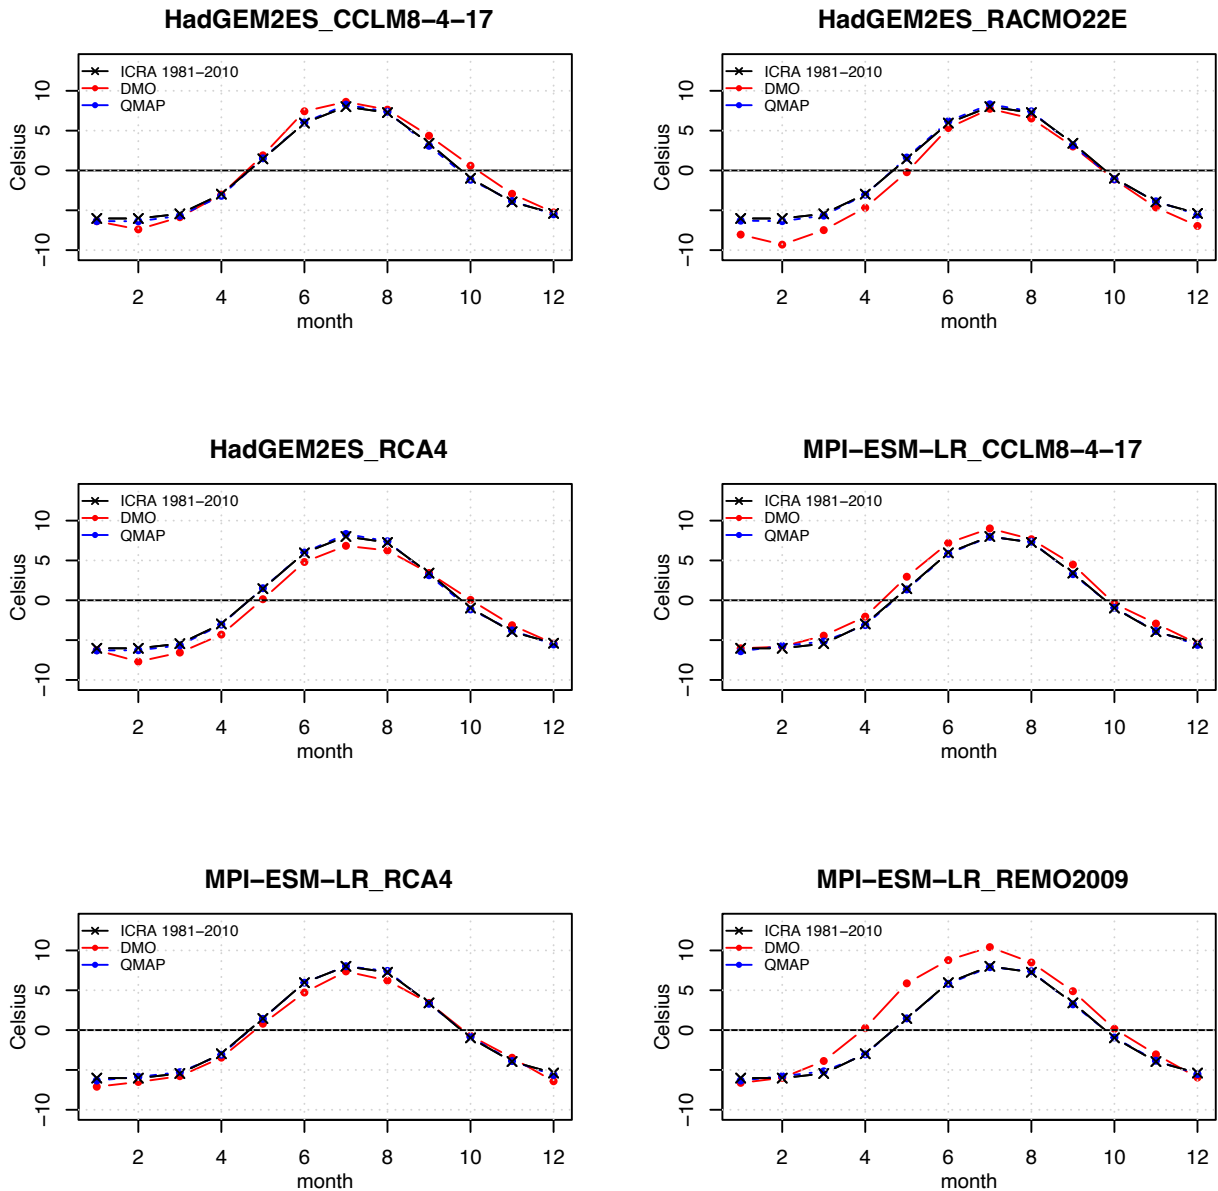 HadGEM2ES_CCLM8−4−17
ICRA 1981−2010
DMO
QMAP
Celsius
10
5
0
−10
2 4 6 8 10 12
month
HadGEM2ES_RACMO22E
ICRA 1981−2010
DMO
QMAP
Celsius
10
5
0
−10
2 4 6 8 10 12
month
HadGEM2ES_RCA4
ICRA 1981−2010
DMO
QMAP
Celsius
10
5
0
−10
2 4 6 8 10 12
month
MPI−ESM−LR_CCLM8−4−17
ICRA 1981−2010
DMO
QMAP
Celsius
10
5
0
−10
2 4 6 8 10 12
month
MPI−ESM−LR_RCA4
ICRA 1981−2010
DMO
QMAP
Celsius
10
5
0
−10
2 4 6 8 10 12
month
MPI−ESM−LR_REMO2009
ICRA 1981−2010
DMO
QMAP
Celsius
10
5
0
−10
2 4 6 8 10 12
month